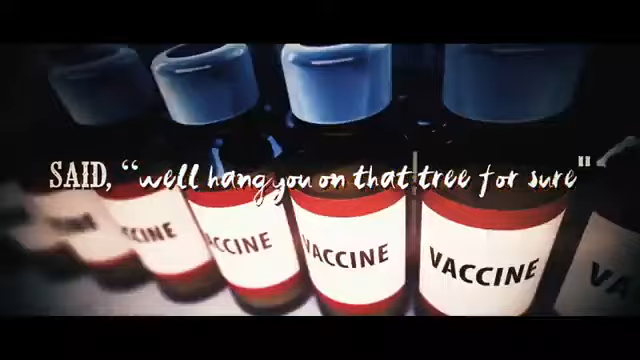 SAID, “well hang you on that tree for sure"
CCINE ACCINE VACCINE VACCINE VA